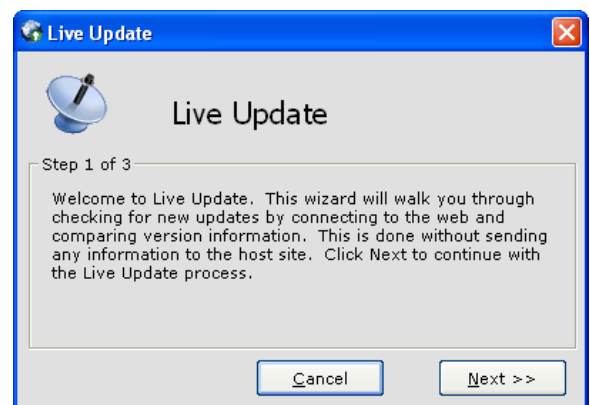 Live Update
Live Update
Step 1 of 3
Welcome to Live Update.  This wizard will walk you through
checking for new updates by connecting to the web and
comparing version information.  This is done without sending
any information to the host site.  Click Next to continue with
the Live Update process.
Cancel
Next >>